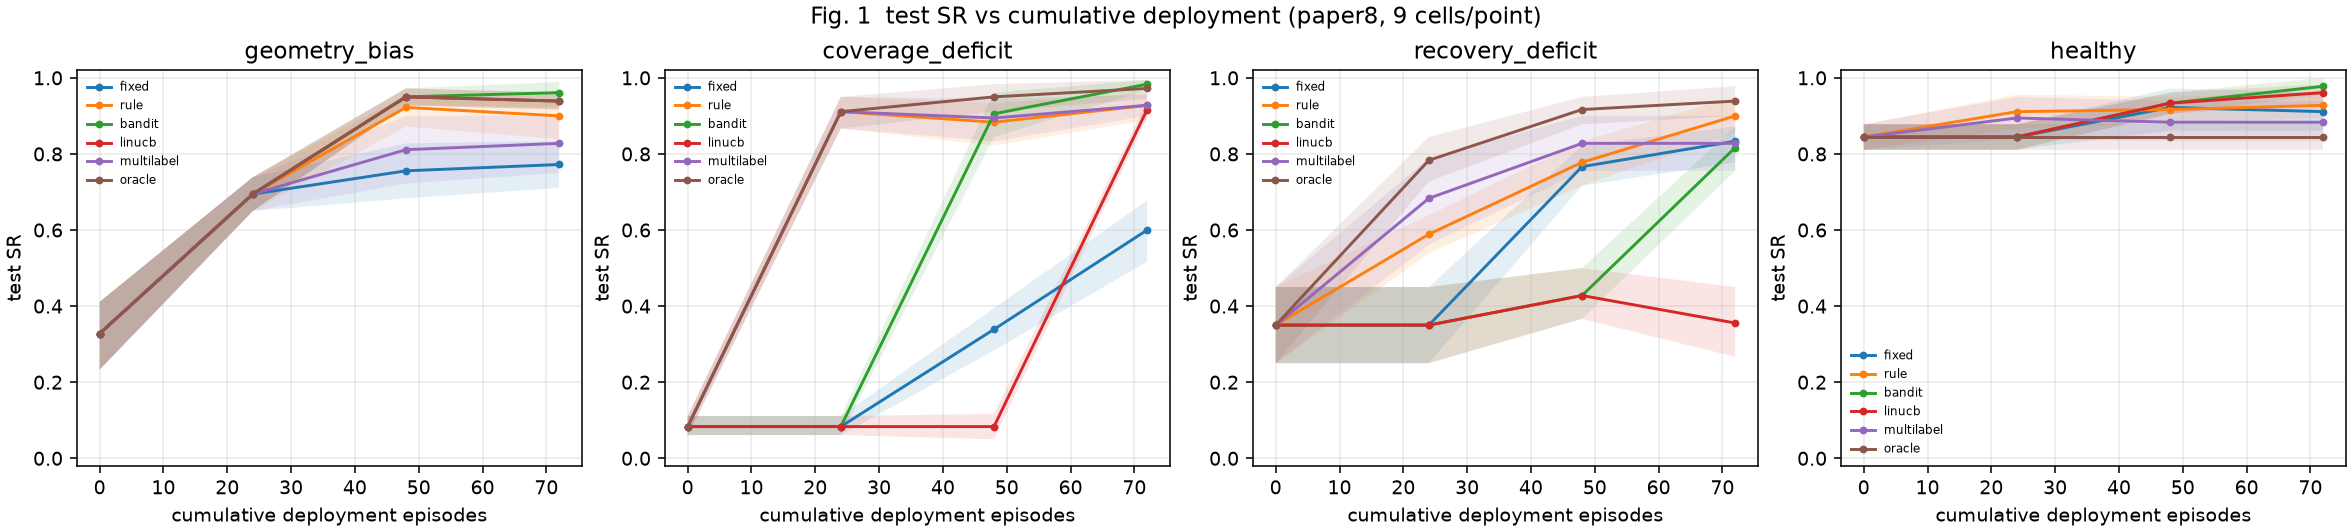 Fig. 1  test SR vs cumulative deployment (paper8, 9 cells/point)
geometry_bias
test SR
1.0
0.8
0.6
0.4
0.2
0.0
fixed
rule
bandit
linucb
multilabel
oracle
0 10 20 30 40 50 60 70
cumulative deployment episodes
coverage_deficit
test SR
1.0
0.8
0.6
0.4
0.2
0.0
fixed
rule
bandit
linucb
multilabel
oracle
0 10 20 30 40 50 60 70
cumulative deployment episodes
recovery_deficit
test SR
1.0
0.8
0.6
0.4
0.2
0.0
fixed
rule
bandit
linucb
multilabel
oracle
0 10 20 30 40 50 60 70
cumulative deployment episodes
healthy
test SR
1.0
0.8
0.6
0.4
0.2
0.0
fixed
rule
bandit
linucb
multilabel
oracle
0 10 20 30 40 50 60 70
cumulative deployment episodes